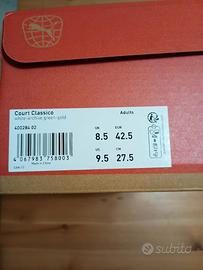 Court Classico
white-archive green-gold
Adults
400284 02
UK
8.5
EUR
42.5
US
9.5
CM
27.5
4 067983 758003
Made in China
subito